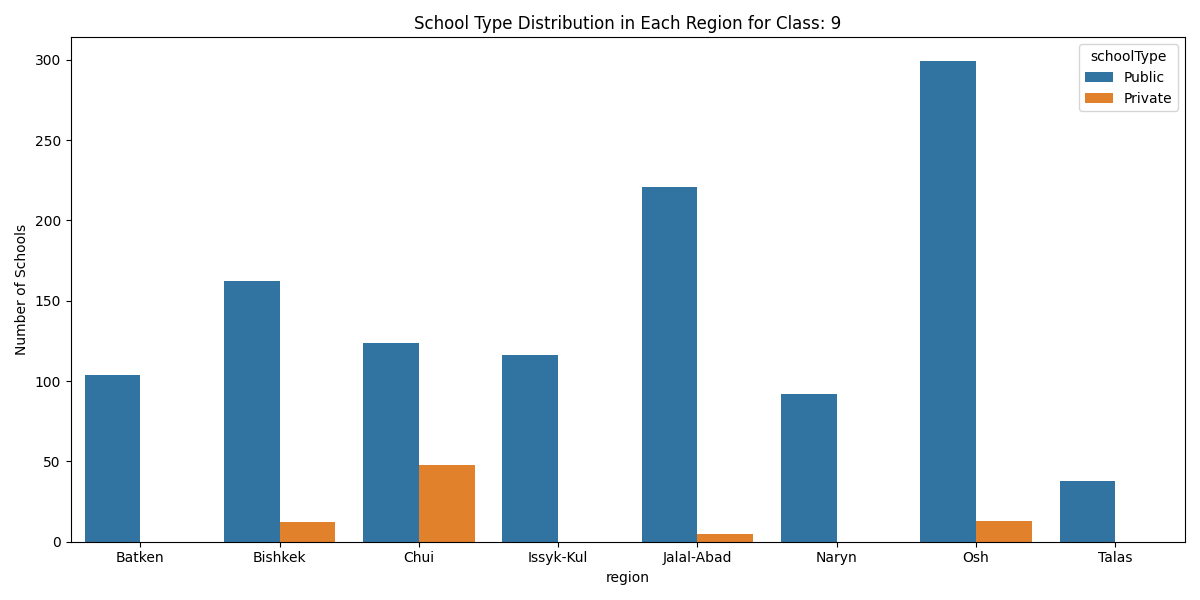 School Type Distribution in Each Region for Class: 9
schoolType
Public
Private
Number of Schools
300
250
200
150
100
50
0
Batken
Bishkek
Chui
Issyk-Kul
Jalal-Abad
Naryn
Osh
Talas
region